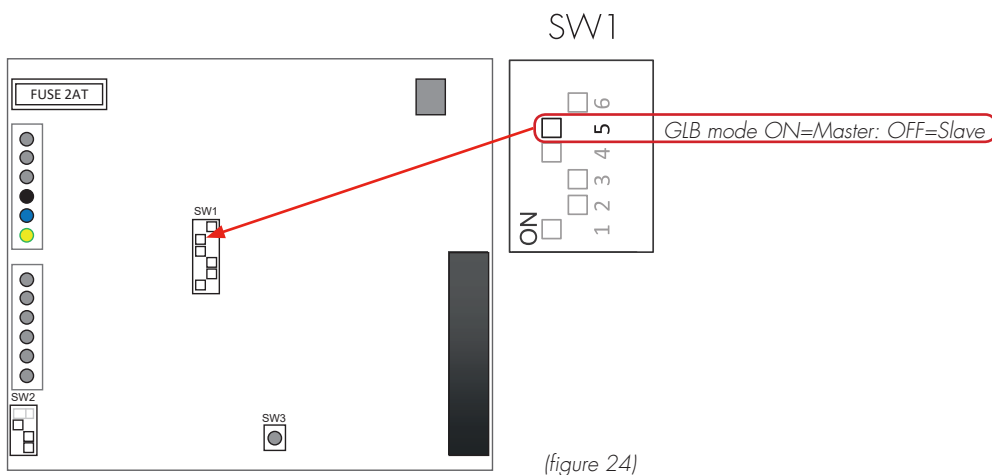 SW1
FUSE 2AT
6
5 GLB mode ON=Master: OFF=Slave
4
3
2
ON 1
SW1
SW2
SW3
(figure 24)